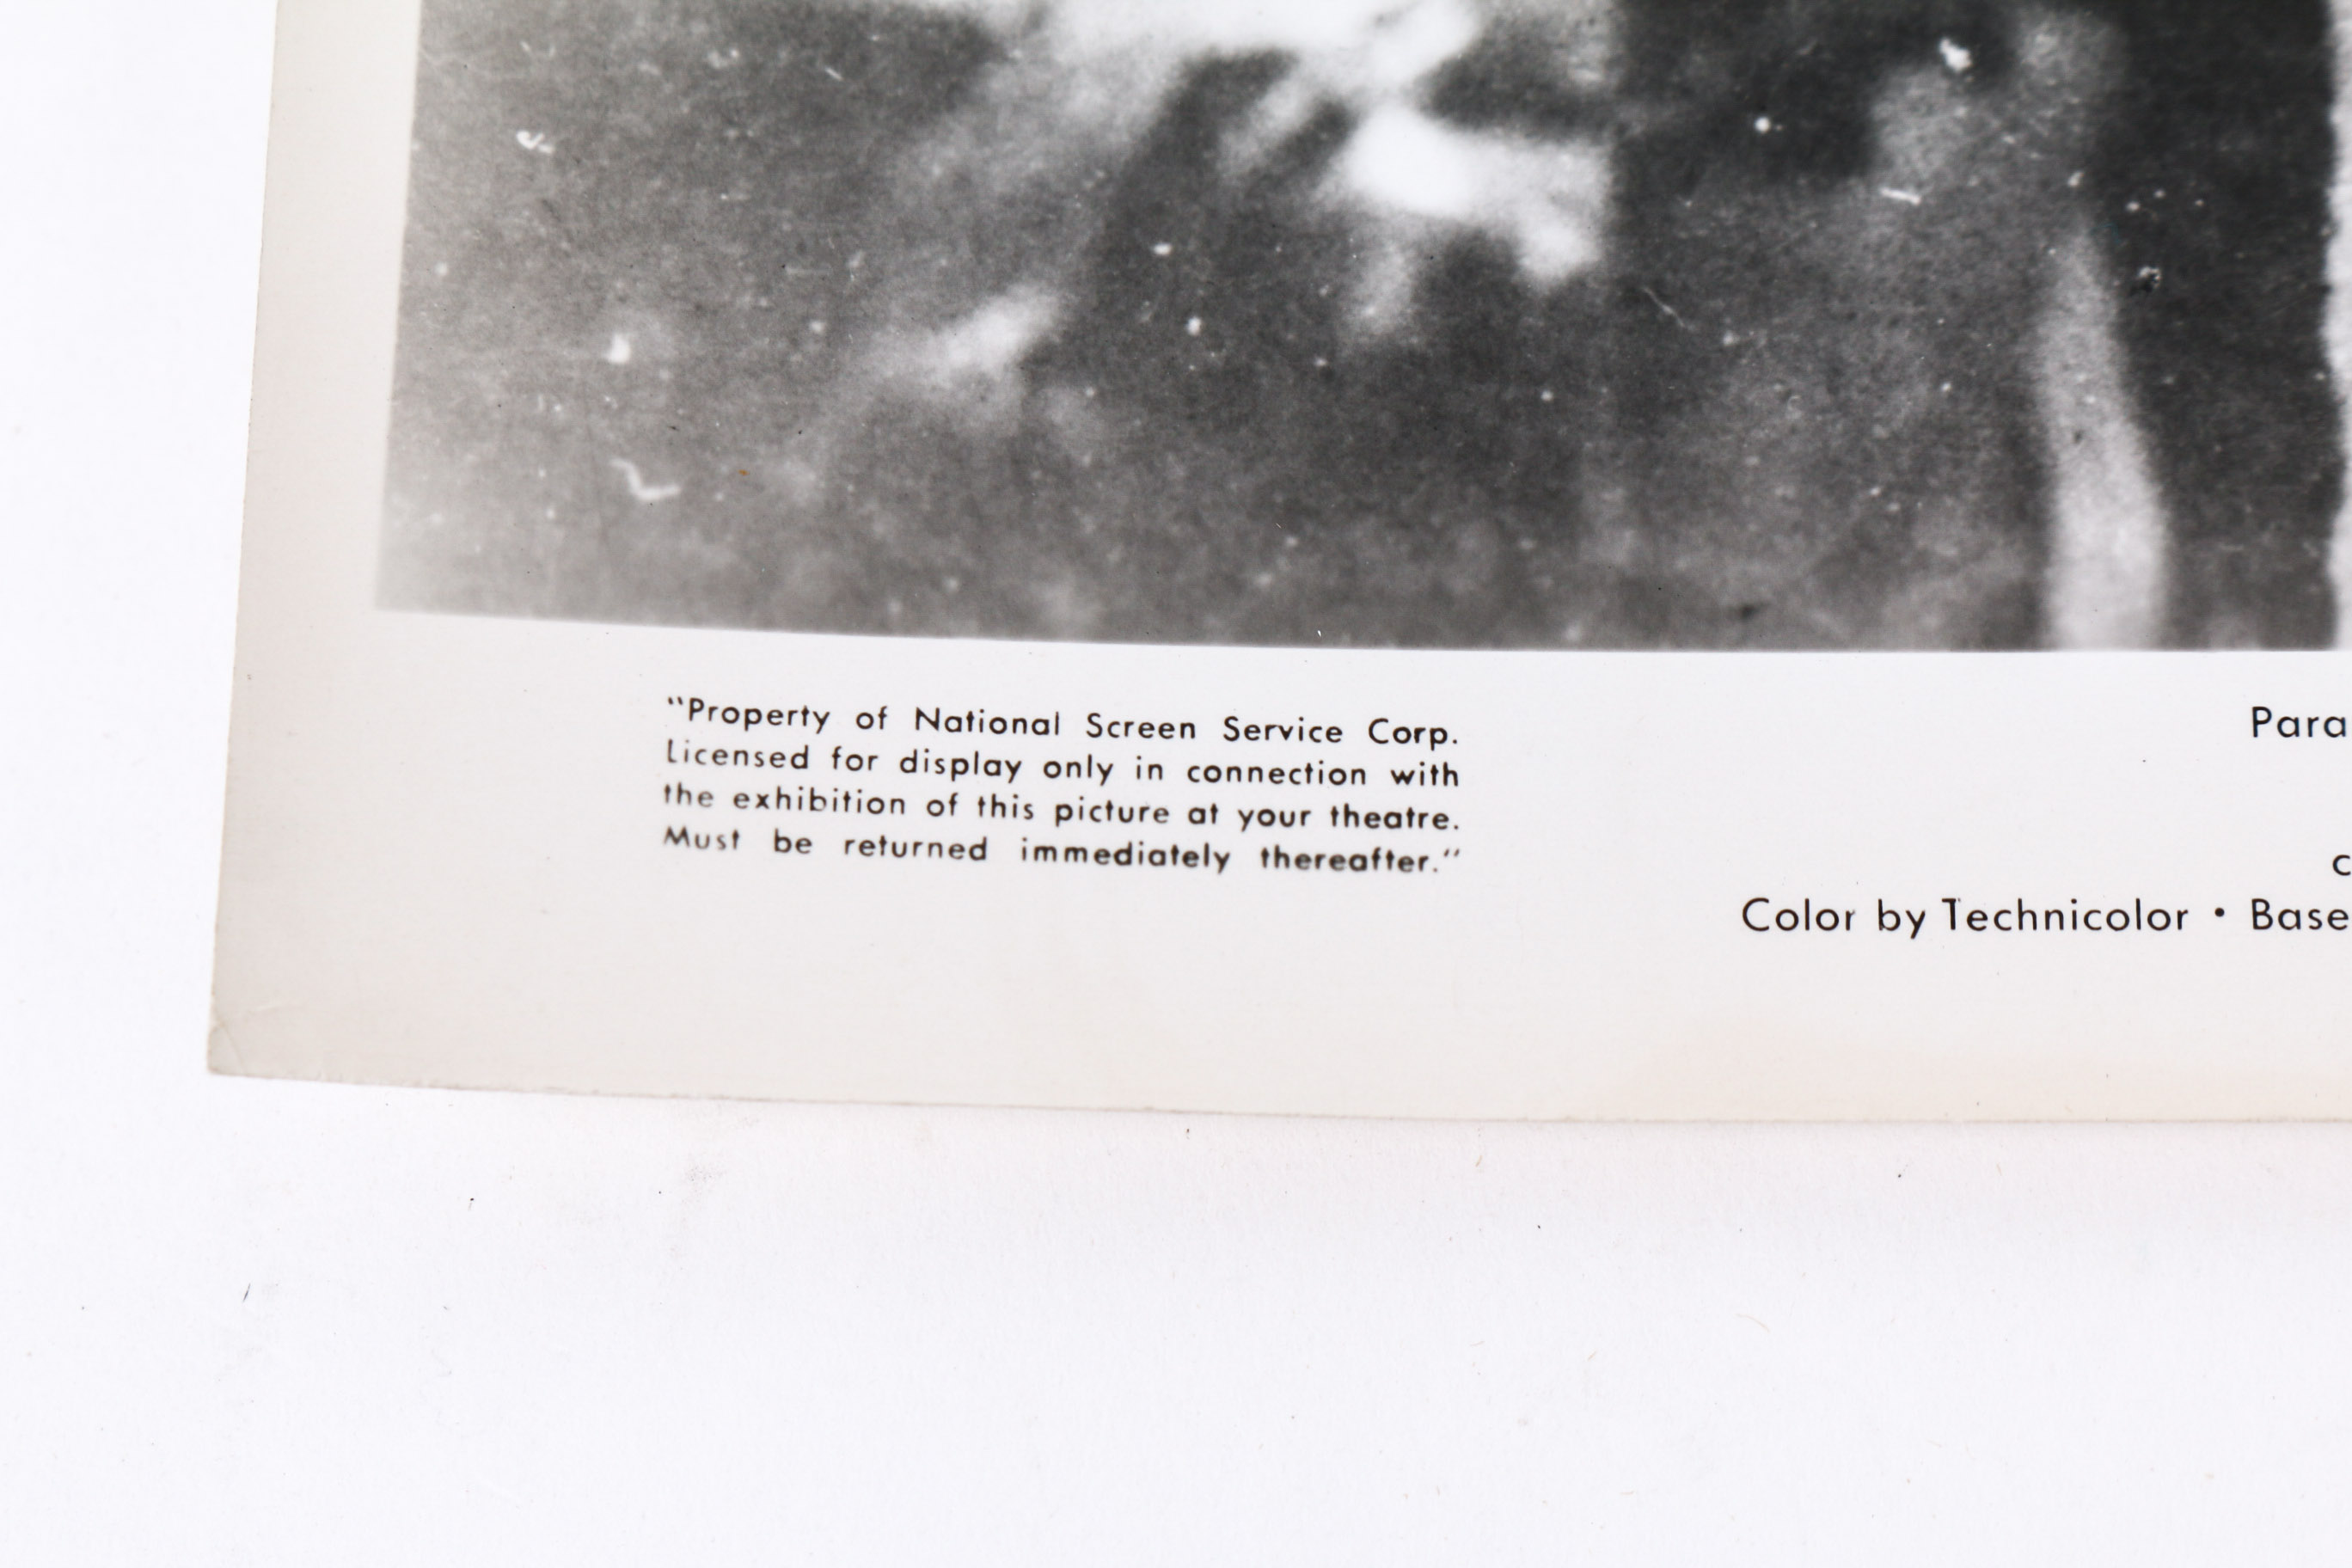 "Property of National Screen Service Corp.
Licensed for display only in connection with
the exhibition of this picture at your theatre.
Must be returned immediately thereafter."
Para
c
Color by Technicolor • Base